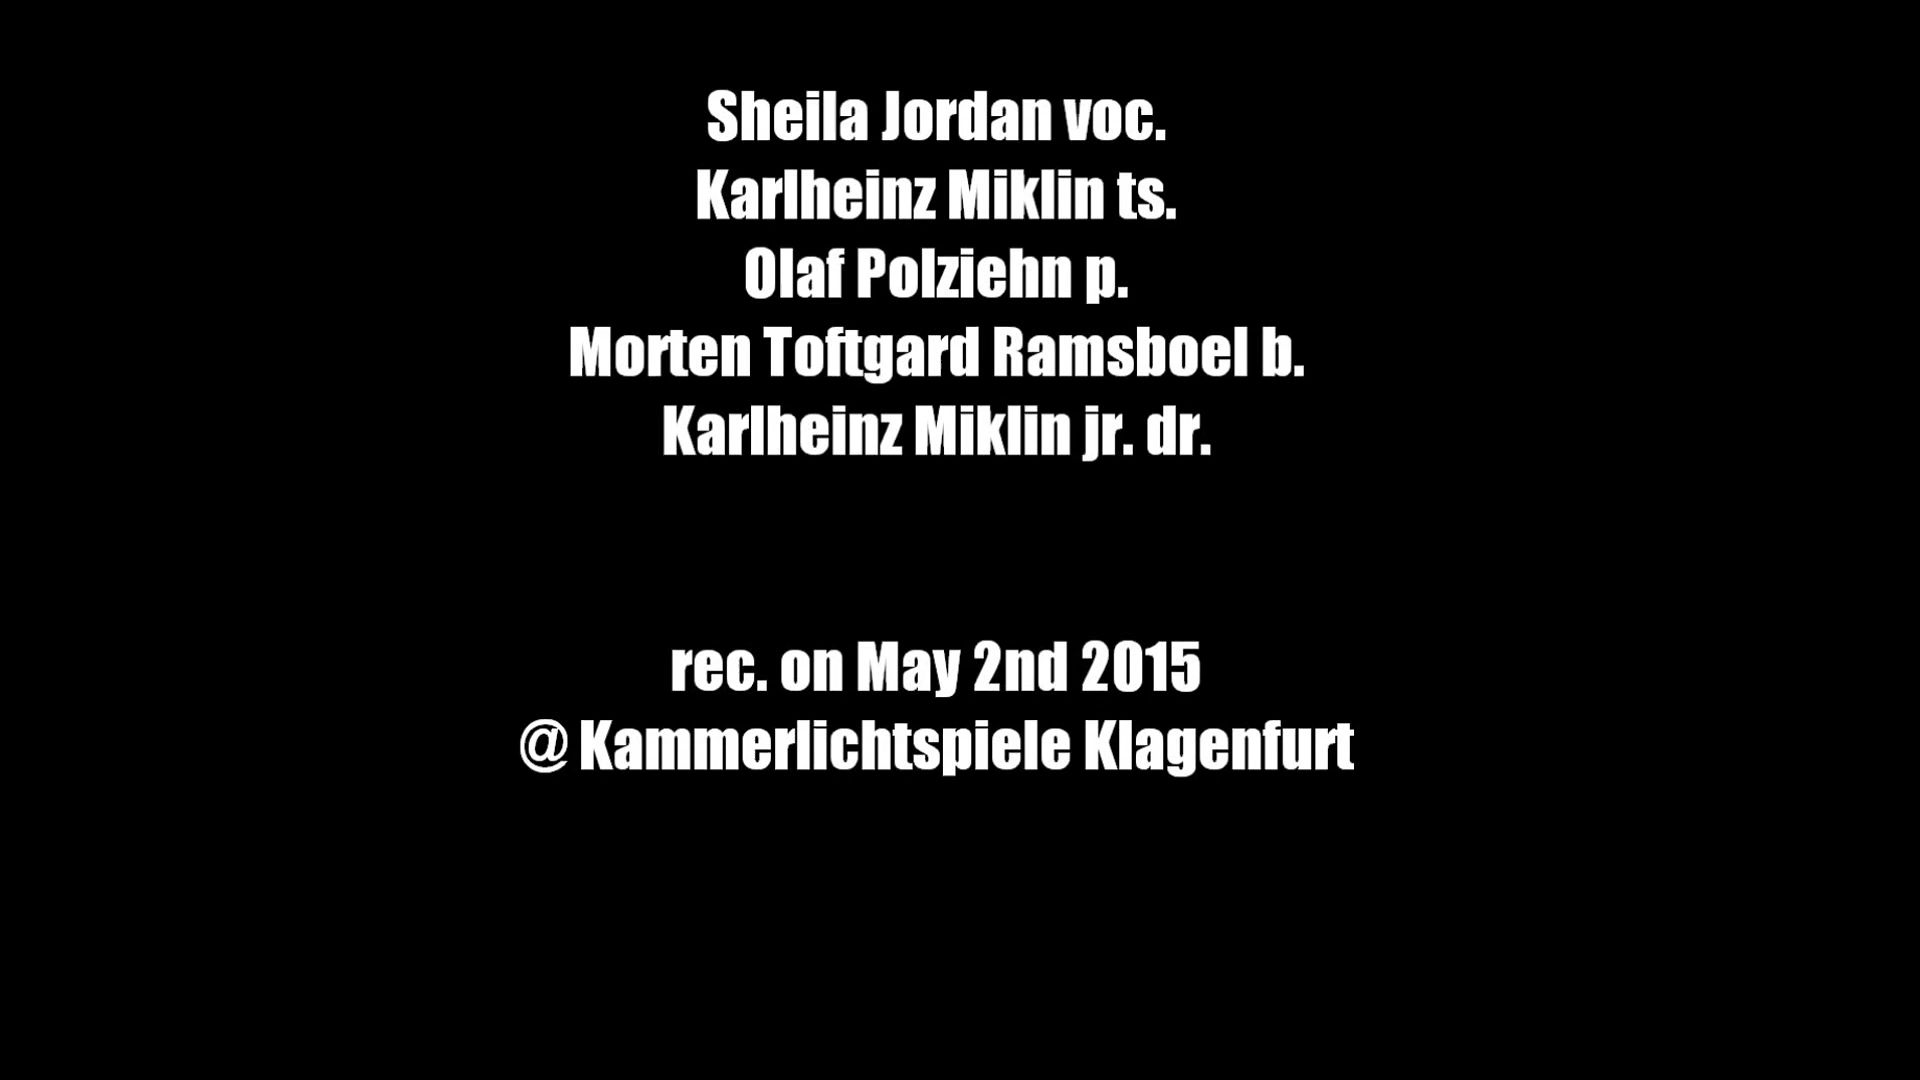 Sheila Jordan voc.
Karlheinz Miklin ts.
Olaf Polziehn p.
Morten Toftgard Ramsboel b.
Karlheinz Miklin jr. dr.
rec. on May 2nd 2015
@ Kammerlichtspiele Klagenfurt